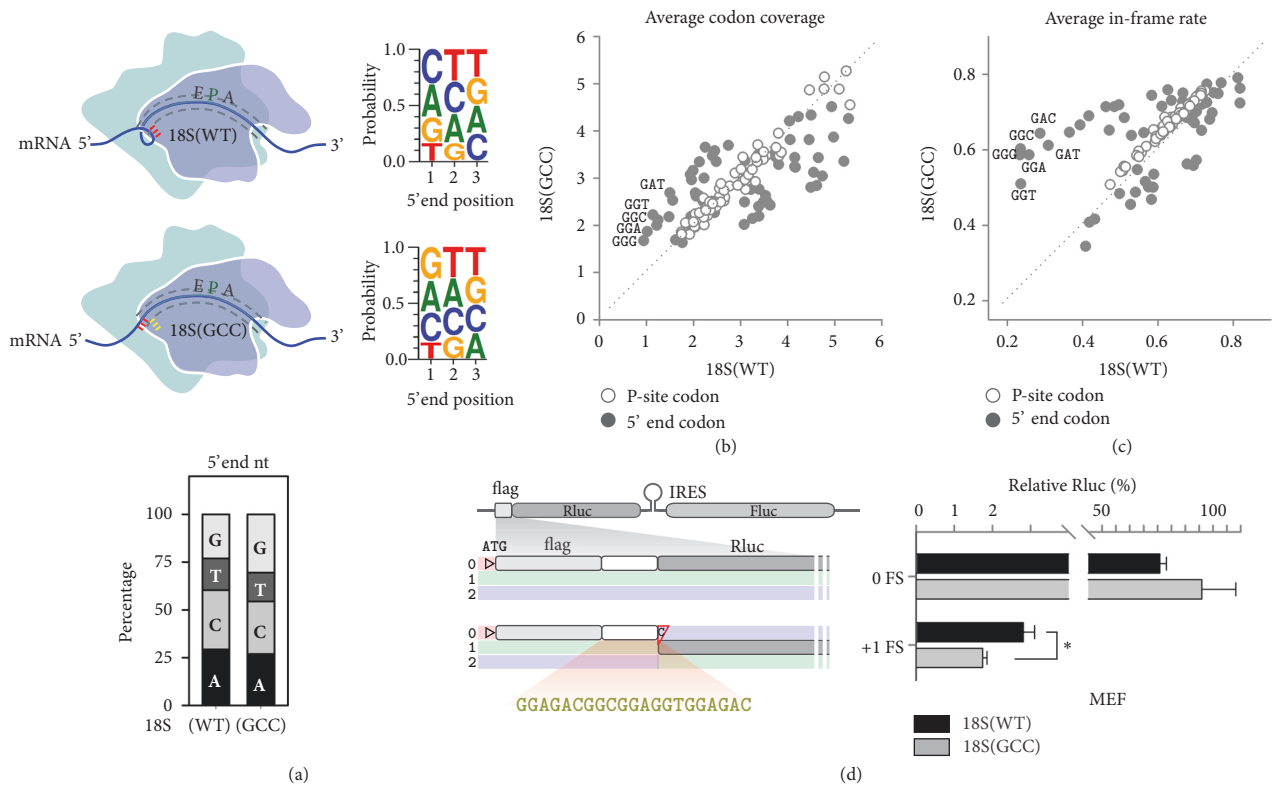 E P A
mRNA 5’
18S(WT)
3’
Probability
1.0
0.5
0.0
C T T
A C G
G A A
T G C
1 2 3
5’end position
E P A
mRNA 5’
18S(GCC)
3’
Probability
1.0
0.5
0.0
G T T
A A G
C C C
T G A
1 2 3
5’end position
5’end nt
Percentage
100
75
50
25
0
G
T
C
A
G
T
C
A
18S (WT) (GCC)
(a)
Average codon coverage
18S(GCC)
6
5
4
3
2
1
0
GAT
GGT
GGC
GGA
GGG
0 1 2 3 4 5 6
18S(WT)
P-site codon
5’ end codon
(b)
Average in-frame rate
18S(GCC)
0.8
0.6
0.4
0.2
GAC
GGC
GGG
GGA
GAT
GGT
0.2 0.4 0.6 0.8
18S(WT)
P-site codon
5’ end codon
(c)
flag
IRES
Rluc
Fluc
ATG
flag
Rluc
0
1
2
0
C
1
2
GGAGACGGCGGAGGTGGAGAC
Relative Rluc (%)
0 1 2 50 100
0 FS
+1 FS
*
MEF
18S(WT)
18S(GCC)
(d)